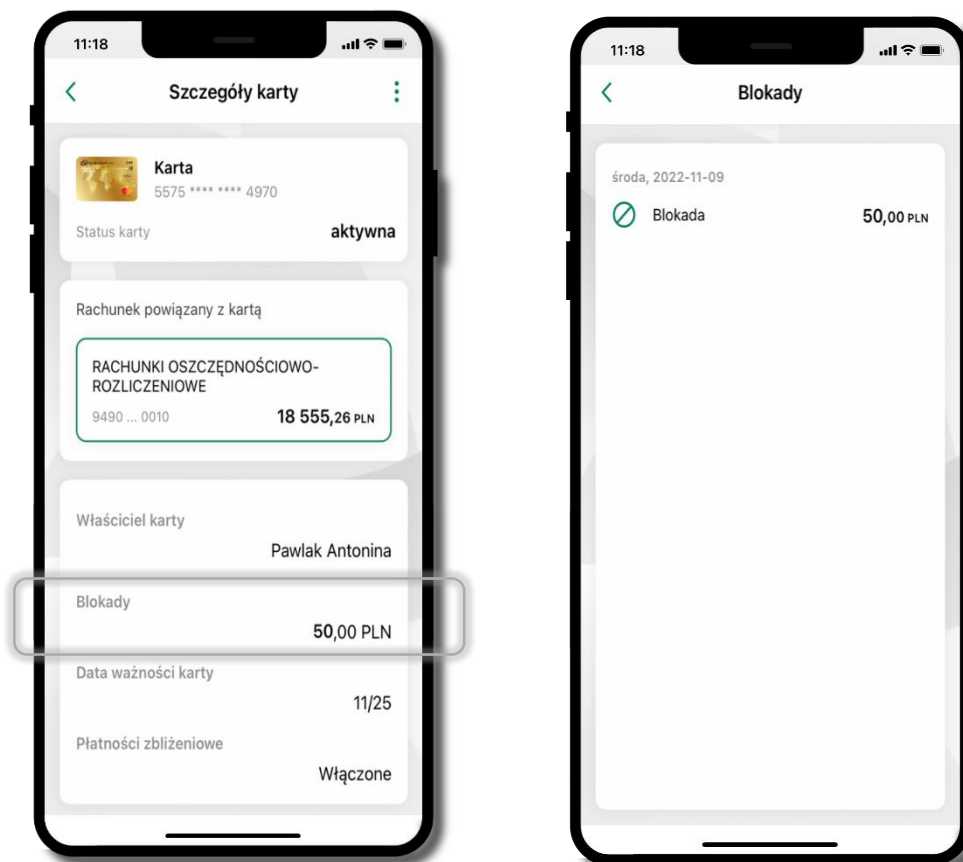 11:18
Szczegóły karty
Karta
5575 **** **** 4970
Status karty
aktywna
Rachunek powiązany z kartą
RACHUNKI OSZCZĘDNOŚCIOWO-
ROZLICZENIOWE
9490 ... 0010
18 555,26 PLN
Właściciel karty
Pawlak Antonina
Blokady
50,00 PLN
Data ważności karty
11/25
Płatności zbliżeniowe
Włączone
11:18
Blokady
środa, 2022-11-09
Blokada
50,00 PLN